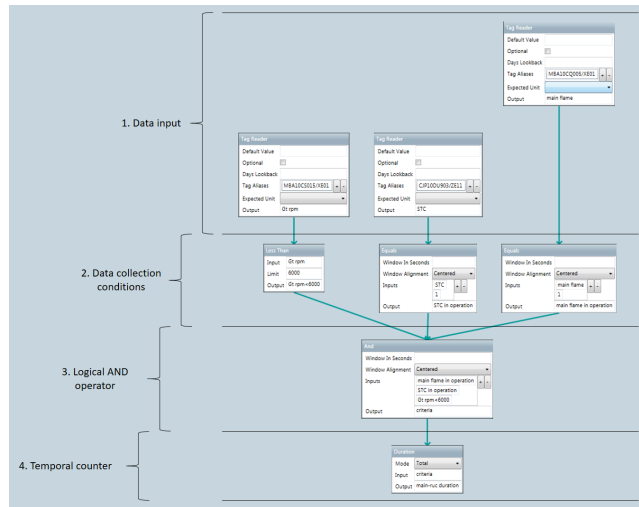 Tag Reader
Default Value
Optional
Days Lookback
Tag Aliases MBA10CQ005/XE01 + -
Expected Unit
Output main flame
1. Data input
Tag Reader
Default Value
Optional
Days Lookback
Tag Aliases MBA10CS015/XE01 + -
Expected Unit
Output Gt rpm
Tag Reader
Default Value
Optional
Days Lookback
Tag Aliases CJP10DU903/ZE11 + -
Expected Unit
Output STC
2. Data collection
conditions
Less Than
Input Gt rpm
Limit 6000
Output Gt rpm<6000
Equals
Window In Seconds
Window Alignment Centered
Inputs STC + -
1
Output STC in operation
Equals
Window In Seconds
Window Alignment Centered
Inputs main flame + -
1
Output main flame in operation
3. Logical AND
operator
And
Window In Seconds
Window Alignment Centered
Inputs main flame in operation + -
STC in operation
Gt rpm<6000
Output criteria
4. Temporal counter
Duration
Mode Total
Input criteria
Output main-ruc duration